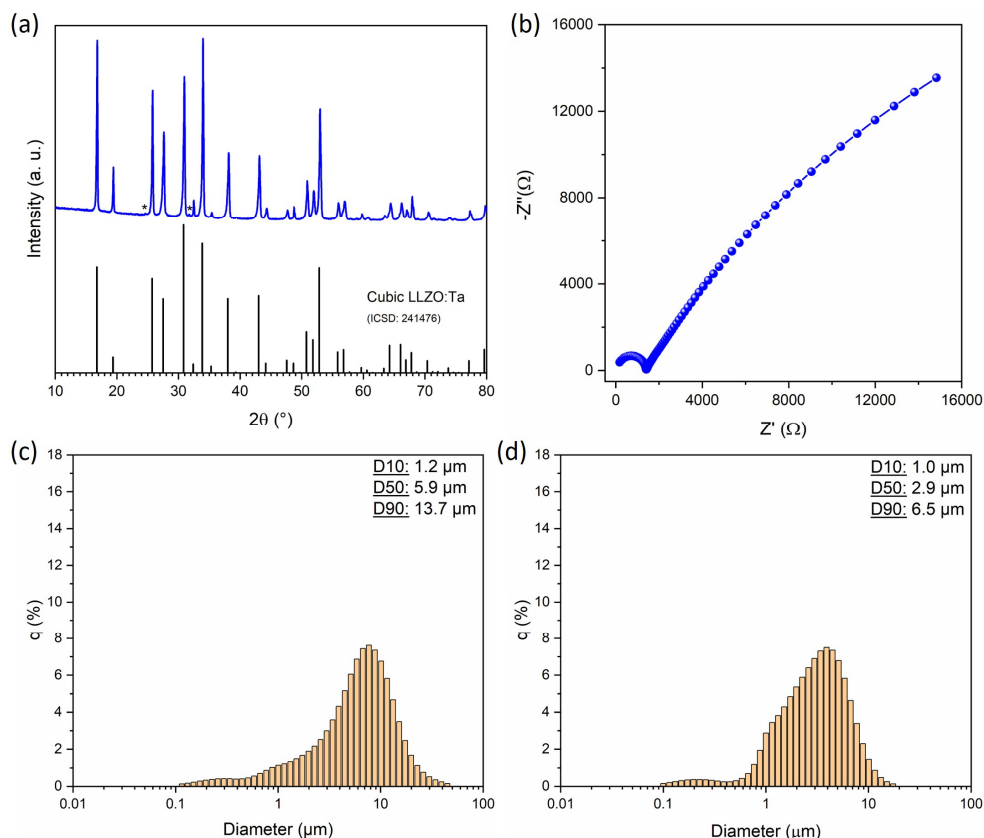 (a)
Intensity (a. u.)
*
*
Cubic LLZO:Ta
(ICSD: 241476)
10 20 30 40 50 60 70 80
2θ (°)
(b)
16000
12000
8000
4000
0
-Z''(Ω)
0 4000 8000 12000 16000
Z' (Ω)
(c)
D10: 1.2 µm
D50: 5.9 µm
D90: 13.7 µm
18
16
14
12
10
8
6
4
2
0
q (%)
0.01 0.1 1 10 100
Diameter (µm)
(d)
D10: 1.0 µm
D50: 2.9 µm
D90: 6.5 µm
18
16
14
12
10
8
6
4
2
0
q (%)
0.01 0.1 1 10 100
Diameter (µm)